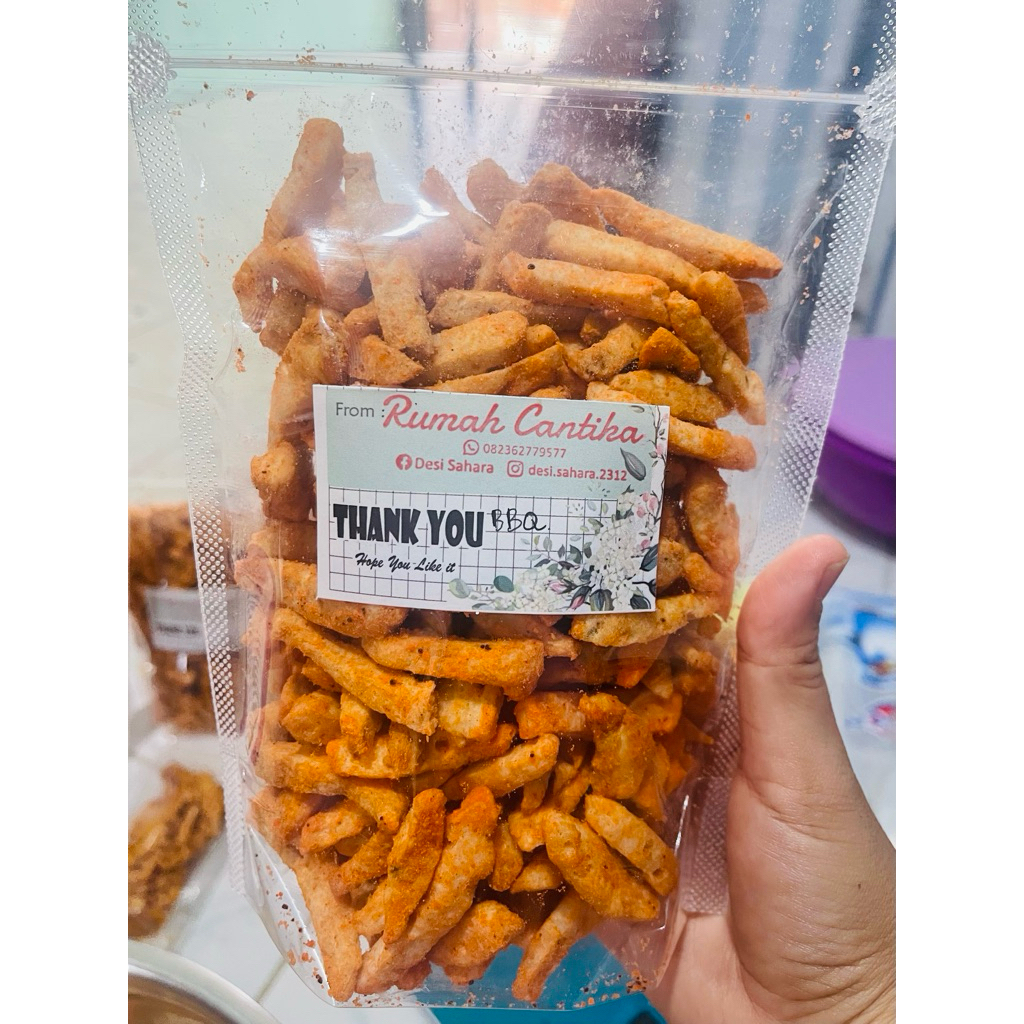 From : Rumah Cantika
082362779577
Desi Sahara desi.sahara.2312
THANK YOU BBQ
Hope You Like it